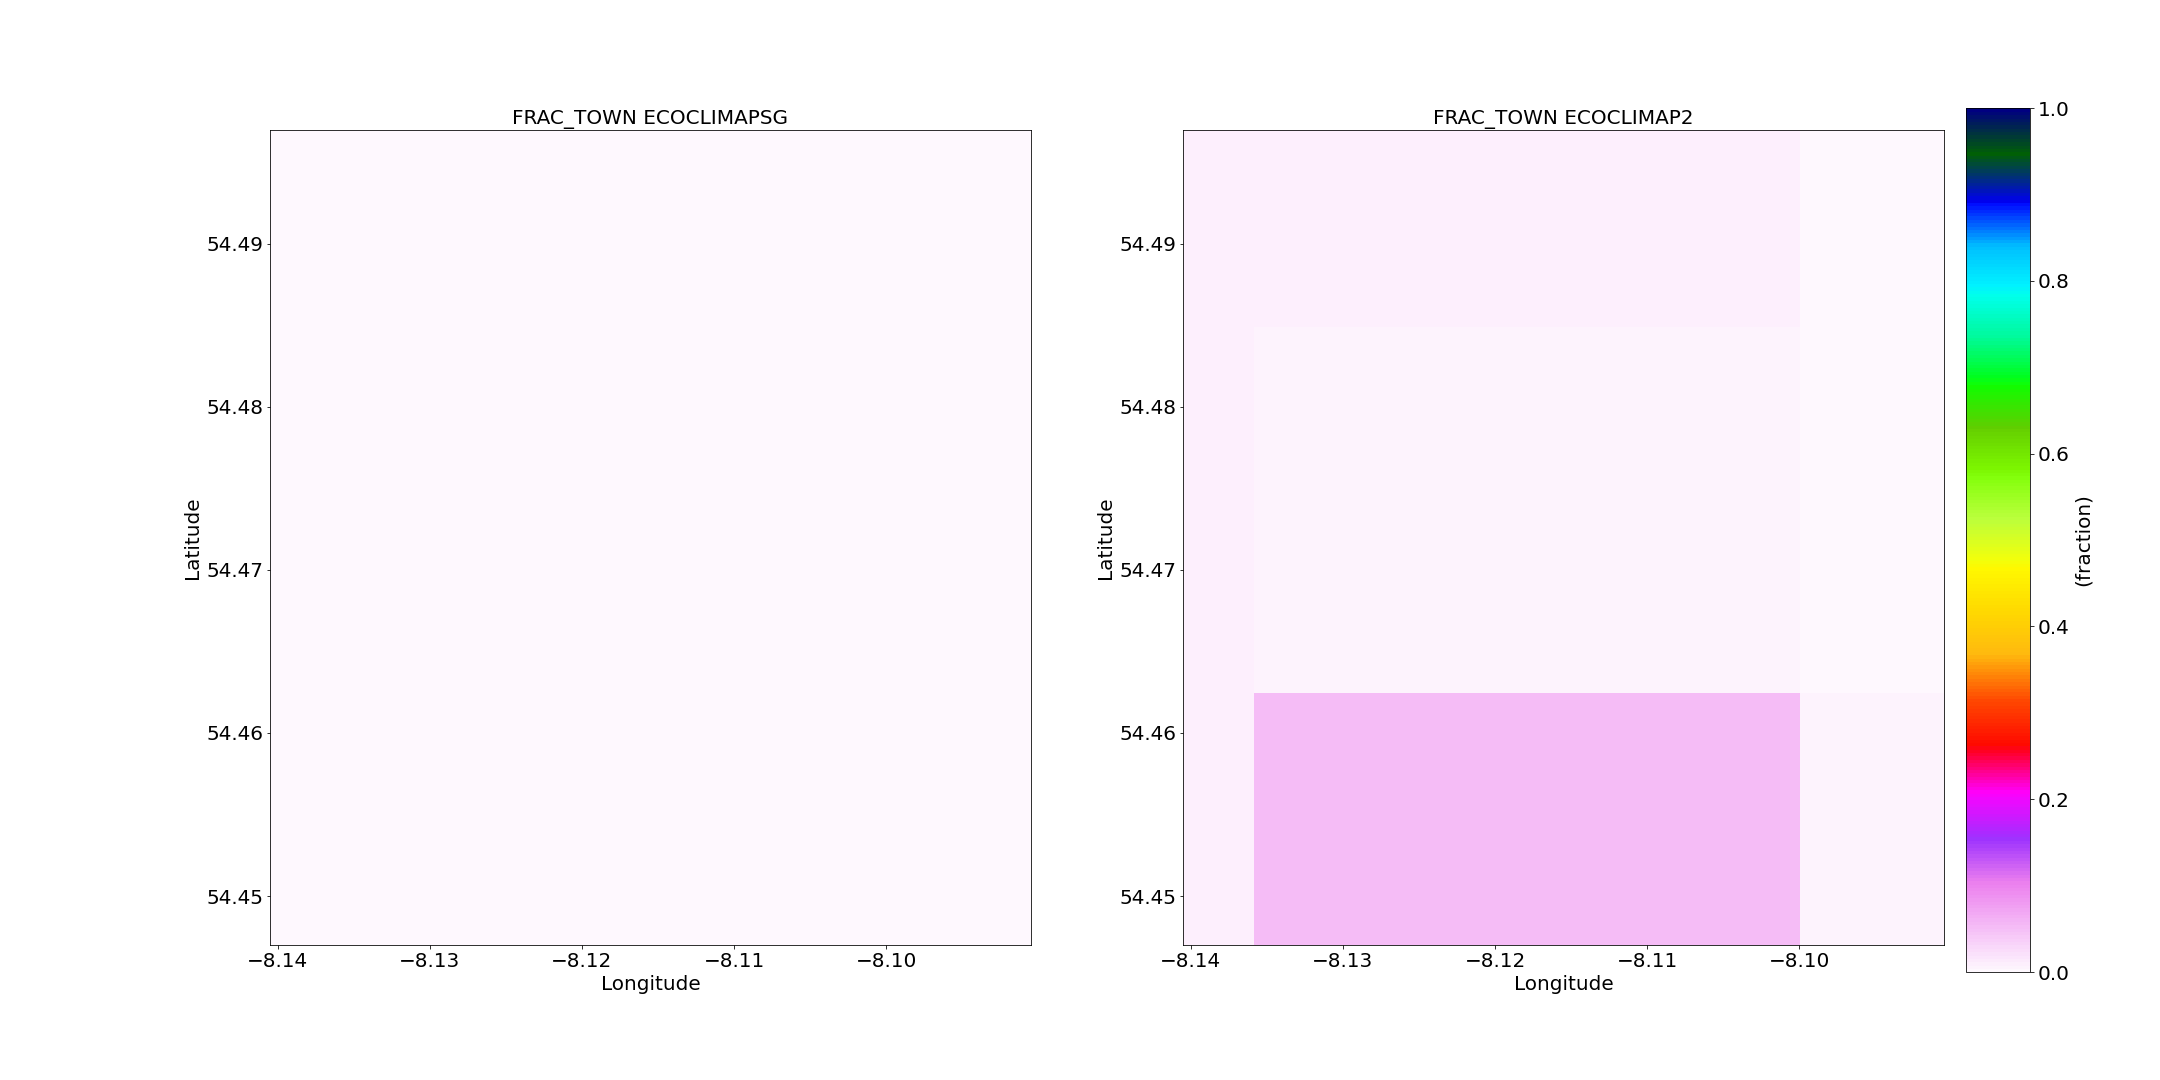 FRAC_TOWN ECOCLIMAPSG
54.49
54.48
54.47
54.46
54.45
Latitude
−8.14 −8.13 −8.12 −8.11 −8.10
Longitude
FRAC_TOWN ECOCLIMAP2
54.49
54.48
54.47
54.46
54.45
Latitude
−8.14 −8.13 −8.12 −8.11 −8.10
Longitude
1.0
0.8
0.6
0.4
0.2
0.0
(fraction)